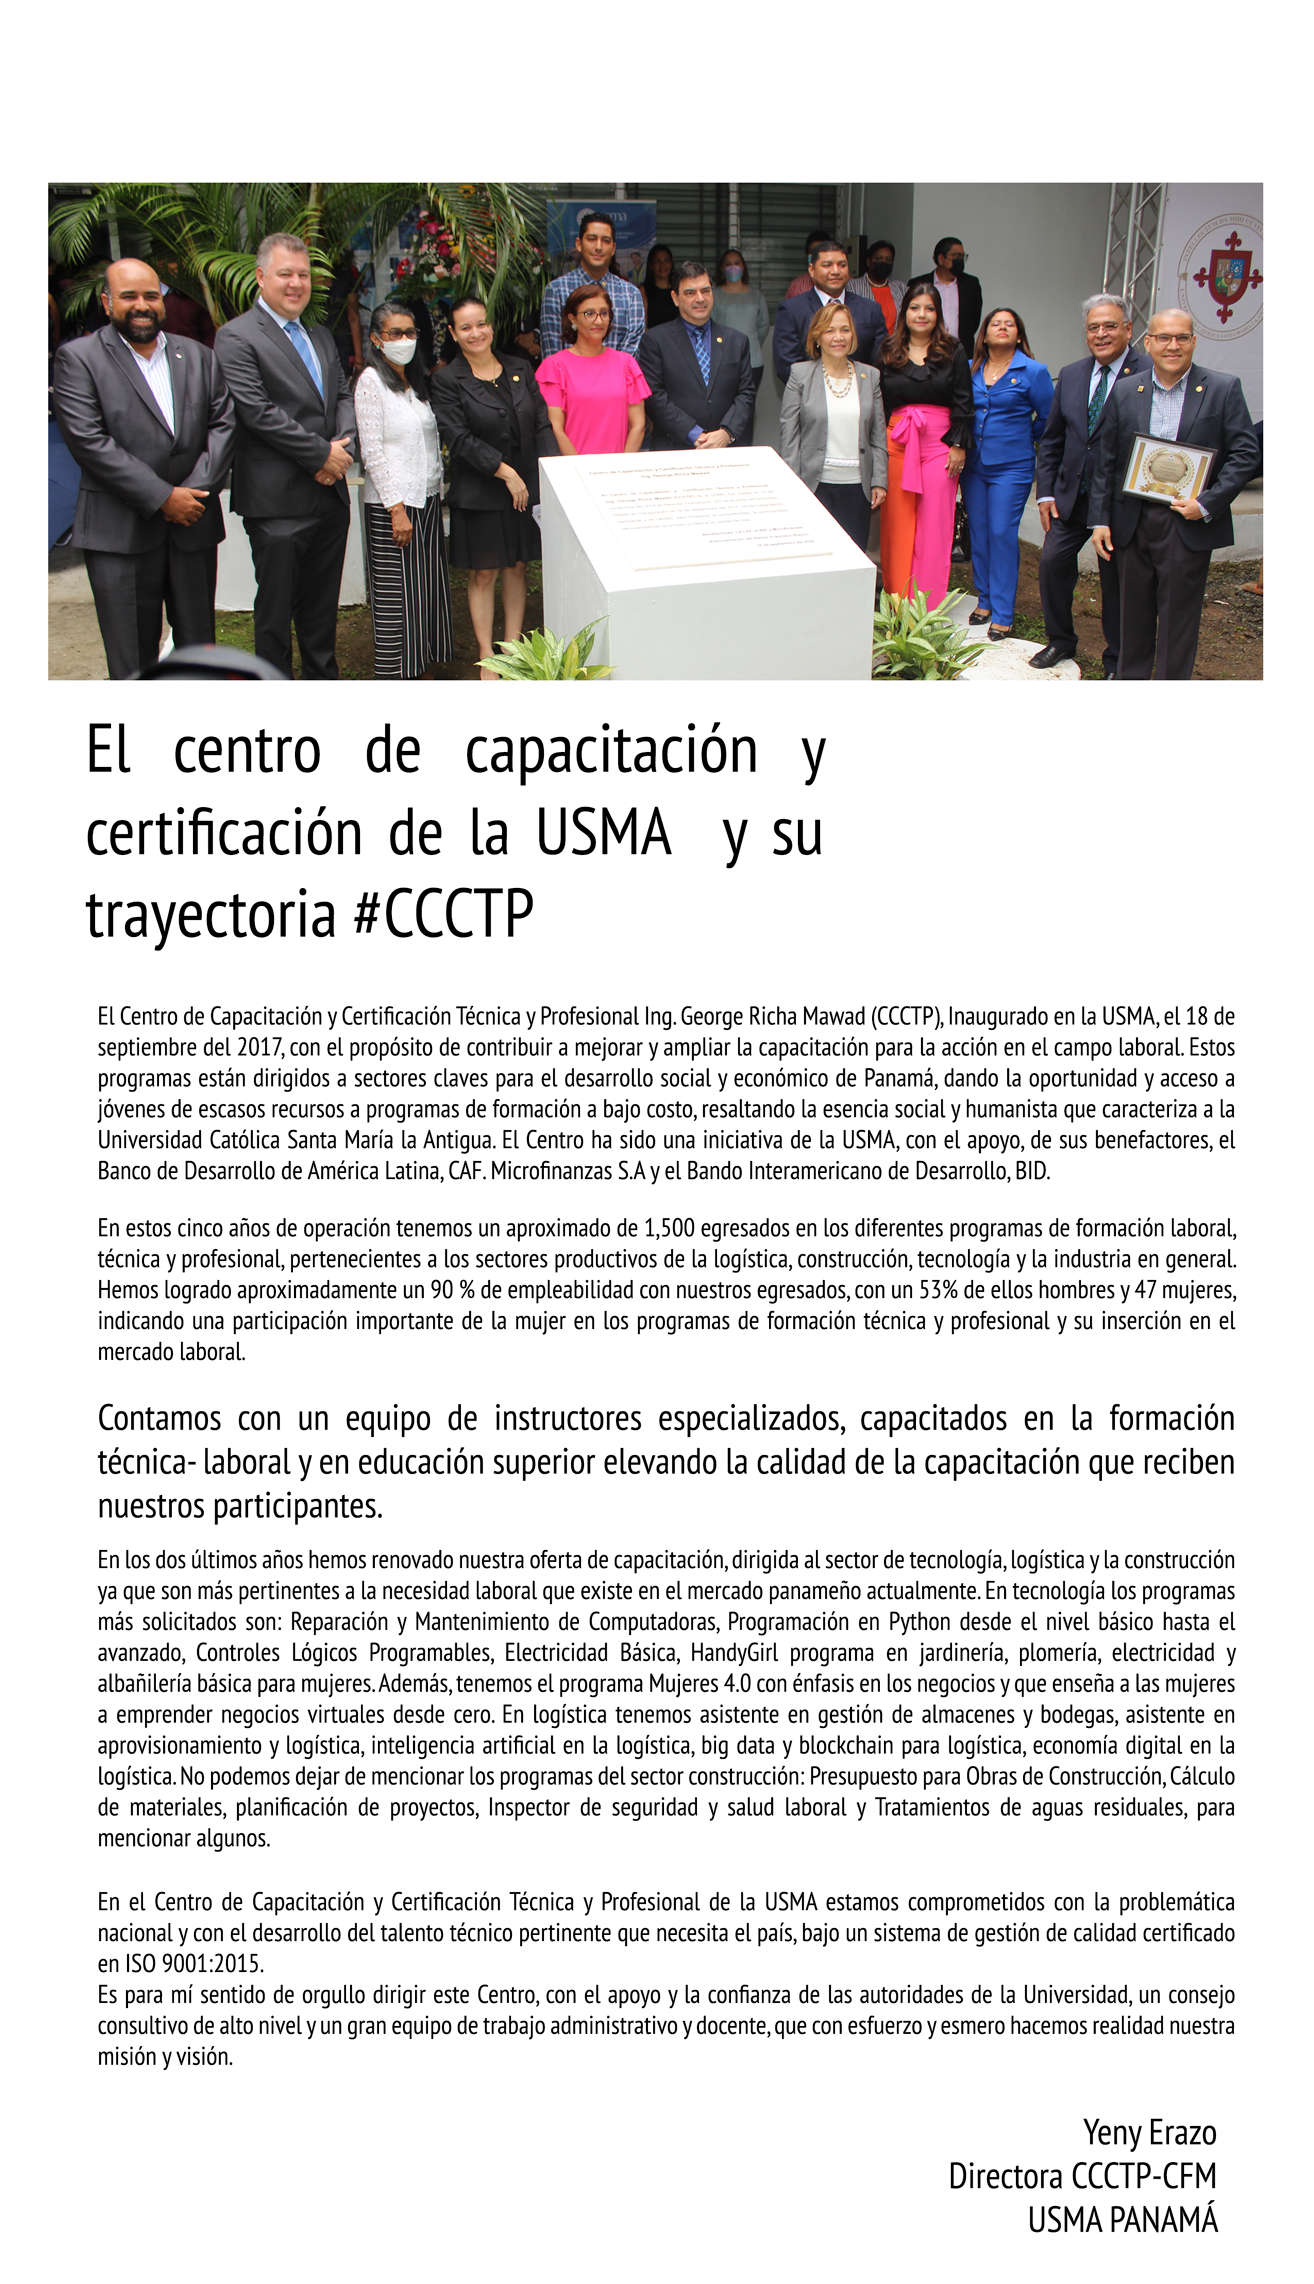 Centro de Capacitación y Certificación Técnica y Profesional
Ing. George Richa Mawad
El centro de capacitación y
certificación de la USMA y su
trayectoria #CCCTP
El Centro de Capacitación y Certificación Técnica y Profesional Ing. George Richa Mawad (CCCTP), Inaugurado en la USMA, el 18 de
septiembre del 2017, con el propósito de contribuir a mejorar y ampliar la capacitación para la acción en el campo laboral. Estos
programas están dirigidos a sectores claves para el desarrollo social y económico de Panamá, dando la oportunidad y acceso a
jóvenes de escasos recursos a programas de formación a bajo costo, resaltando la esencia social y humanista que caracteriza a la
Universidad Católica Santa María la Antigua. El Centro ha sido una iniciativa de la USMA, con el apoyo, de sus benefactores, el
Banco de Desarrollo de América Latina, CAF. Microfinanzas S.A y el Bando Interamericano de Desarrollo, BID.
En estos cinco años de operación tenemos un aproximado de 1,500 egresados en los diferentes programas de formación laboral,
técnica y profesional, pertenecientes a los sectores productivos de la logística, construcción, tecnología y la industria en general.
Hemos logrado aproximadamente un 90 % de empleabilidad con nuestros egresados, con un 53% de ellos hombres y 47 mujeres,
indicando una participación importante de la mujer en los programas de formación técnica y profesional y su inserción en el
mercado laboral.
Contamos con un equipo de instructores especializados, capacitados en la formación
técnica- laboral y en educación superior elevando la calidad de la capacitación que reciben
nuestros participantes.
En los dos últimos años hemos renovado nuestra oferta de capacitación, dirigida al sector de tecnología, logística y la construcción
ya que son más pertinentes a la necesidad laboral que existe en el mercado panameño actualmente. En tecnología los programas
más solicitados son: Reparación y Mantenimiento de Computadoras, Programación en Python desde el nivel básico hasta el
avanzado, Controles Lógicos Programables, Electricidad Básica, HandyGirl programa en jardinería, plomería, electricidad y
albañilería básica para mujeres. Además, tenemos el programa Mujeres 4.0 con énfasis en los negocios y que enseña a las mujeres
a emprender negocios virtuales desde cero. En logística tenemos asistente en gestión de almacenes y bodegas, asistente en
aprovisionamiento y logística, inteligencia artificial en la logística, big data y blockchain para logística, economía digital en la
logística. No podemos dejar de mencionar los programas del sector construcción: Presupuesto para Obras de Construcción, Cálculo
de materiales, planificación de proyectos, Inspector de seguridad y salud laboral y Tratamientos de aguas residuales, para
mencionar algunos.
En el Centro de Capacitación y Certificación Técnica y Profesional de la USMA estamos comprometidos con la problemática
nacional y con el desarrollo del talento técnico pertinente que necesita el país, bajo un sistema de gestión de calidad certificado
en ISO 9001:2015.
Es para mí sentido de orgullo dirigir este Centro, con el apoyo y la confianza de las autoridades de la Universidad, un consejo
consultivo de alto nivel y un gran equipo de trabajo administrativo y docente, que con esfuerzo y esmero hacemos realidad nuestra
misión y visión.
Yeny Erazo
Directora CCCTP-CFM
USMA PANAMÁ